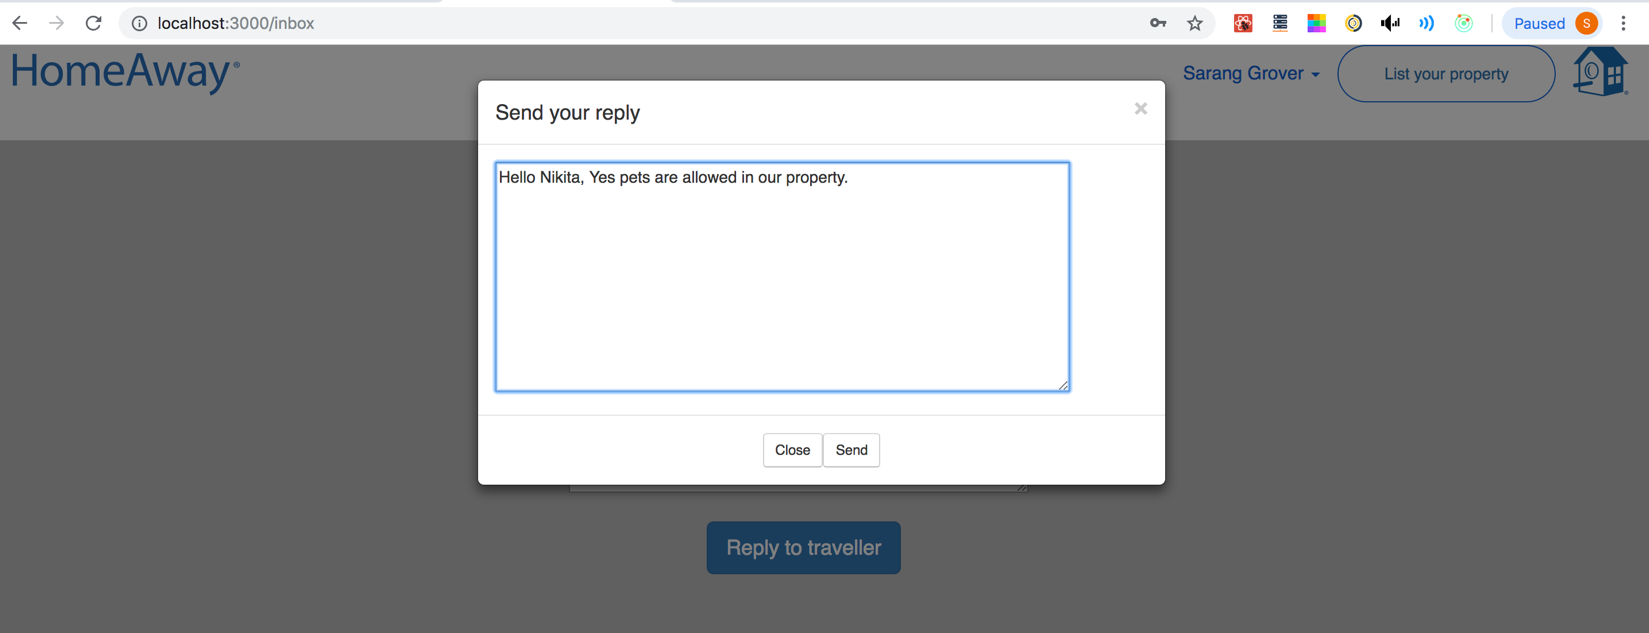 localhost:3000/inbox
Paused
S
HomeAway®
Sarang Grover
List your property
Send your reply
×
Hello Nikita, Yes pets are allowed in our property.
Close
Send
Reply to traveller